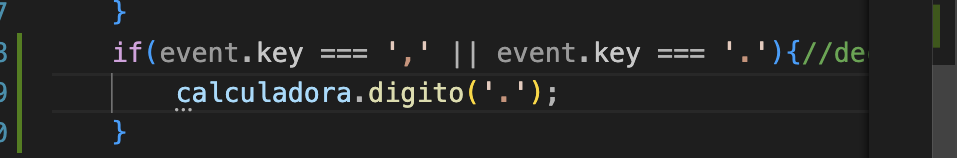 }
if(event.key === ',' || event.key === '.'){//de
calculadora.digito('.');
}